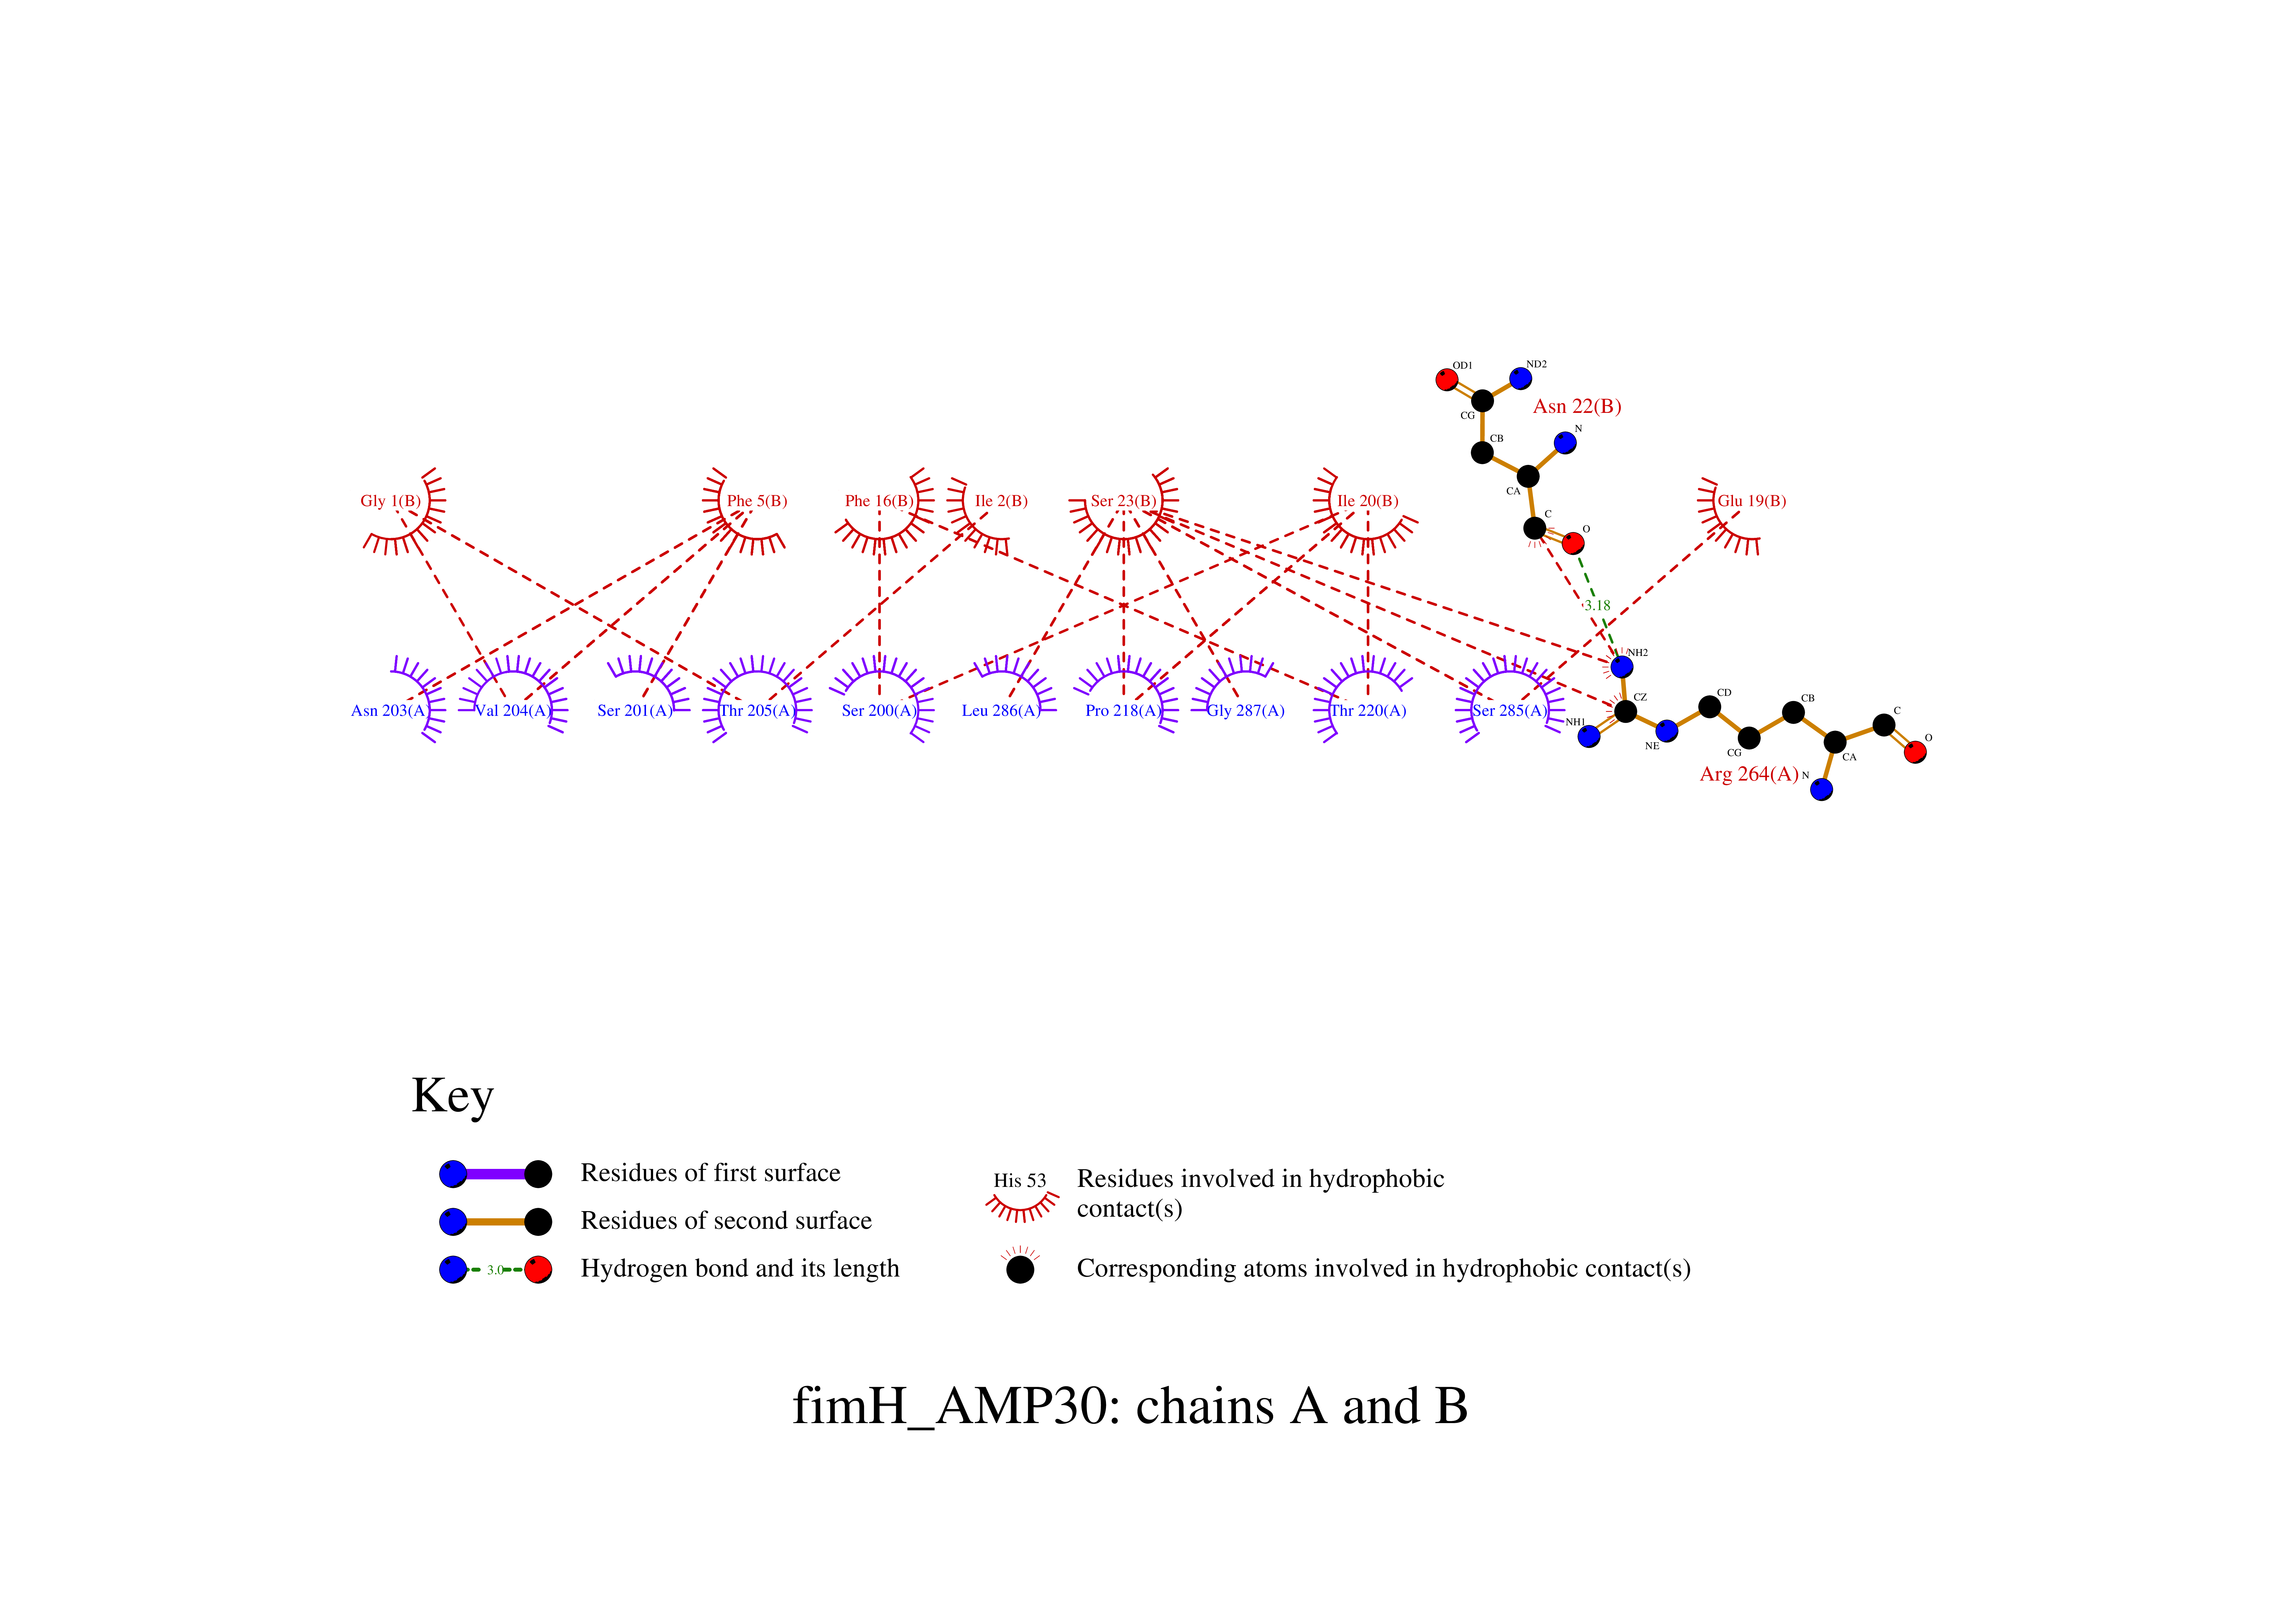 OD1
ND2
Asn 22(B)
CG
N
CB
CA
Gly 1(B) Phe 5(B) Phe 16(B) Ile 2(B) Ser 23(B) Ile 20(B) Glu 19(B)
C
O
3.18
NH2
CZ CD CB C
Asn 203(A) Val 204(A) Ser 201(A) Thr 205(A) Ser 200(A) Leu 286(A) Pro 218(A) Gly 287(A) Thr 220(A) Ser 285(A)
NH1
O
NE CG CA
Arg 264(A) N
Key
Residues of first surface
Residues of second surface
3.0 Hydrogen bond and its length
His 53 Residues involved in hydrophobic
contact(s)
Corresponding atoms involved in hydrophobic contact(s)
fimH_AMP30: chains A and B